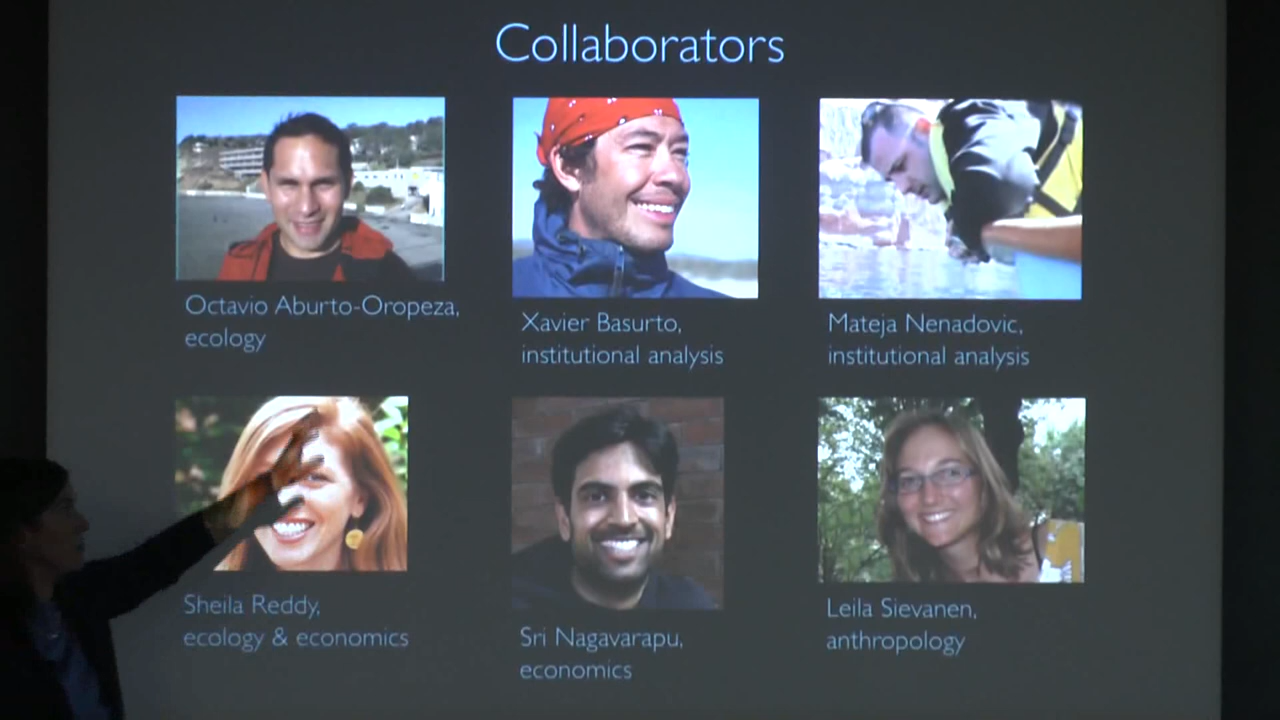 Collaborators
Octavio Aburto-Oropeza,
ecology
Xavier Basurto,
institutional analysis
Mateja Nenadovic,
institutional analysis
Sheila Reddy,
ecology & economics
Sri Nagavarapu,
economics
Leila Sievanen,
anthropology